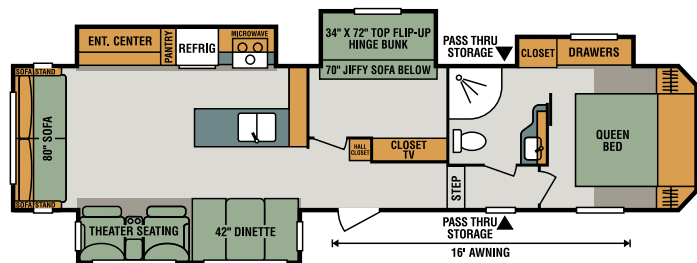 ENT. CENTER
PANTRY
REFRIG
MICROWAVE
34" X 72" TOP FLIP-UP
HINGE BUNK
70" JIFFY SOFA BELOW
PASS THRU
STORAGE
CLOSET
DRAWERS
SOFA STAND
80" SOFA
SOFA STAND
HALL
CLOSET
CLOSET
TV
QUEEN
BED
STEP
THEATER SEATING
42" DINETTE
PASS THRU
STORAGE
16' AWNING